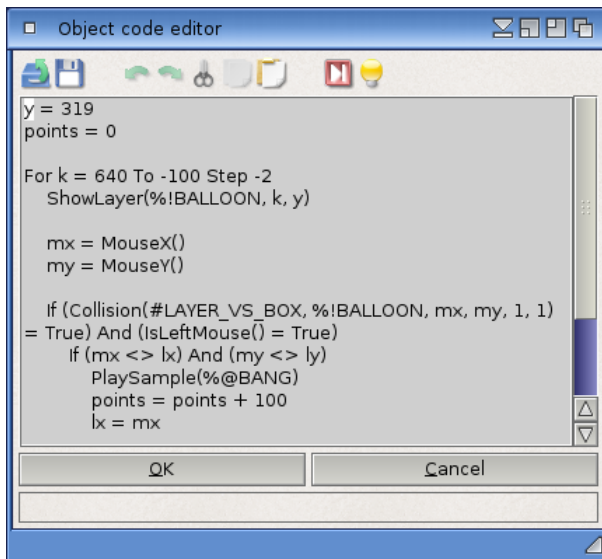 Object code editor
y = 319
points = 0
For k = 640 To -100 Step -2
ShowLayer(%!BALLOON, k, y)
mx = MouseX()
my = MouseY()
If (Collision(#LAYER_VS_BOX, %!BALLOON, mx, my, 1, 1)
= True) And (IsLeftMouse() = True)
If (mx <> lx) And (my <> ly)
PlaySample(%@BANG)
points = points + 100
lx = mx
OK
Cancel